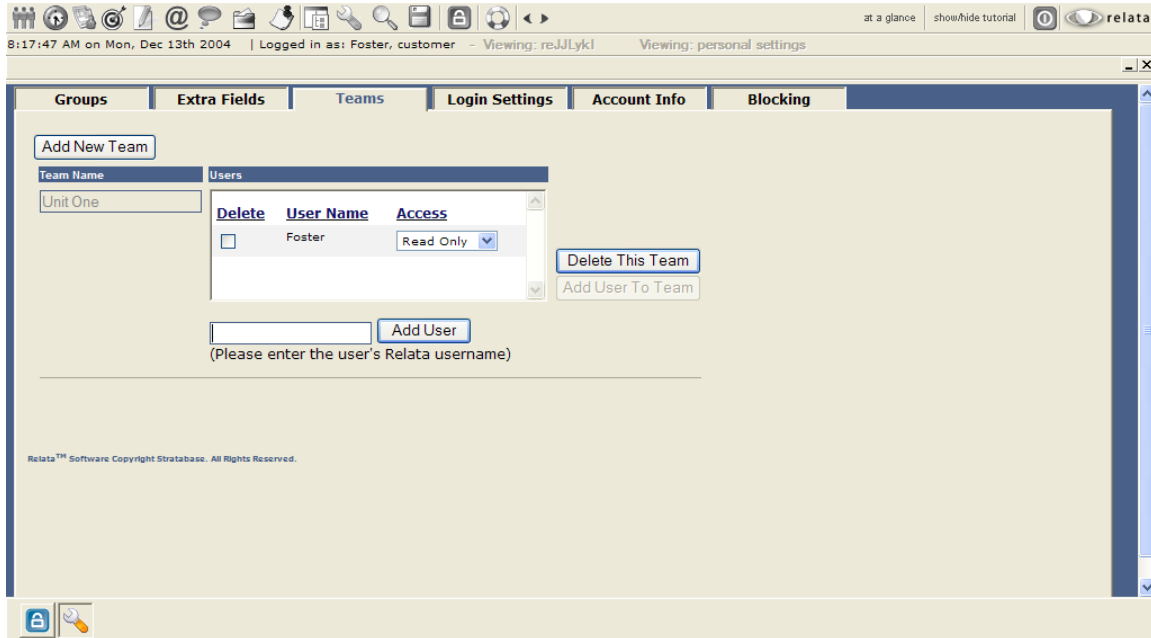 at a glance show/hide tutorial relata
8:17:47 AM on Mon, Dec 13th 2004 | Logged in as: Foster, customer - Viewing: reJJLykI Viewing: personal settings
Groups Extra Fields Teams Login Settings Account Info Blocking
Add New Team
Team Name Users
Unit One
Delete User Name Access
Foster Read Only
Delete This Team
Add User To Team
Add User
(Please enter the user's Relata username)
Relata™ Software Copyright Stratabase. All Rights Reserved.